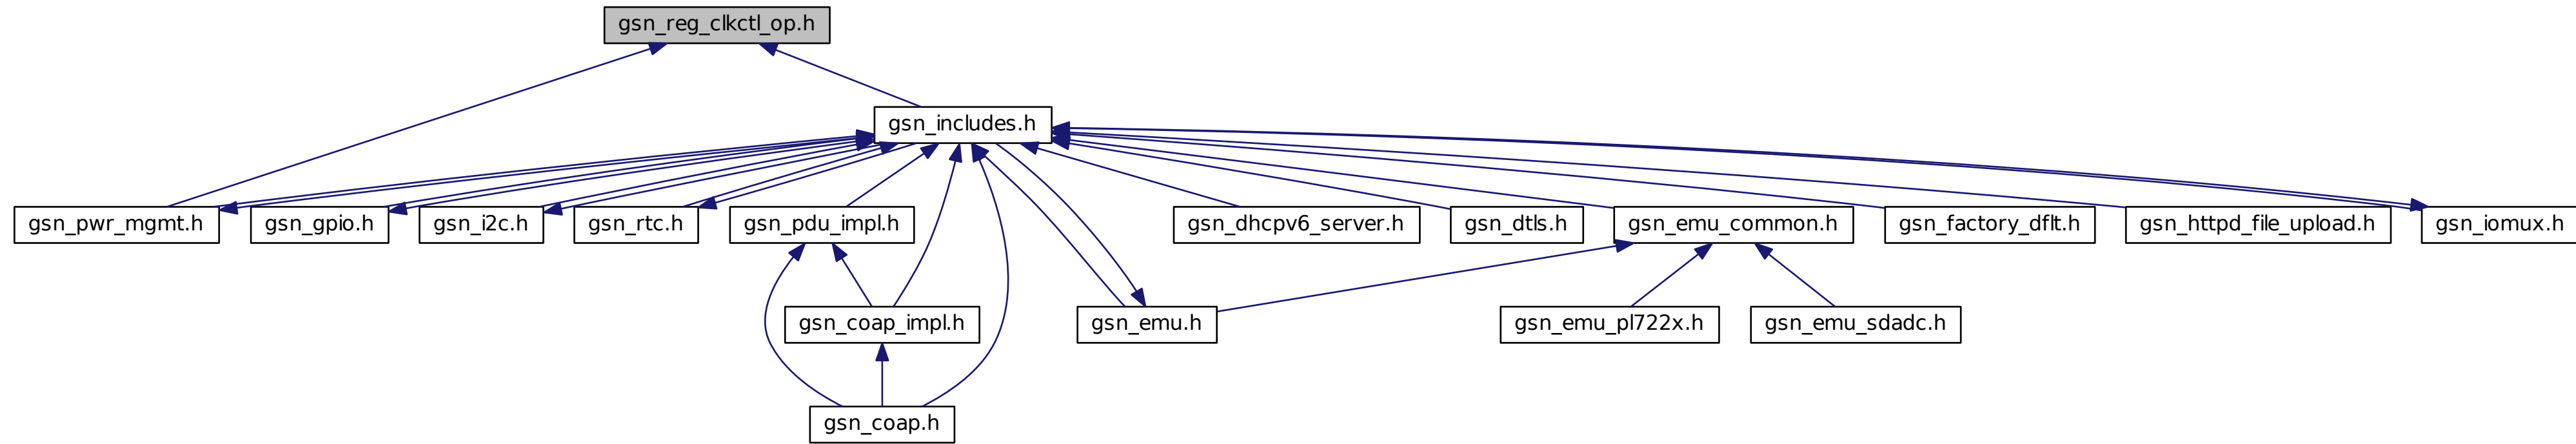 gsn_reg_clkctl_op.h
gsn_includes.h
gsn_pwr_mgmt.h
gsn_gpio.h
gsn_i2c.h
gsn_rtc.h
gsn_pdu_impl.h
gsn_dhcpv6_server.h
gsn_dtls.h
gsn_emu_common.h
gsn_factory_dflt.h
gsn_httpd_file_upload.h
gsn_iomux.h
gsn_coap_impl.h
gsn_emu.h
gsn_emu_pl722x.h
gsn_emu_sdadc.h
gsn_coap.h